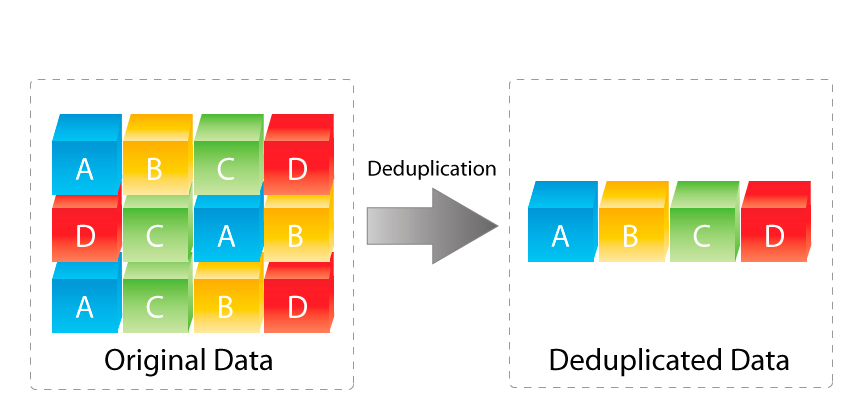 A B C D
Deduplication
D C A B
A B C D
A C B D
Original Data
Deduplicated Data